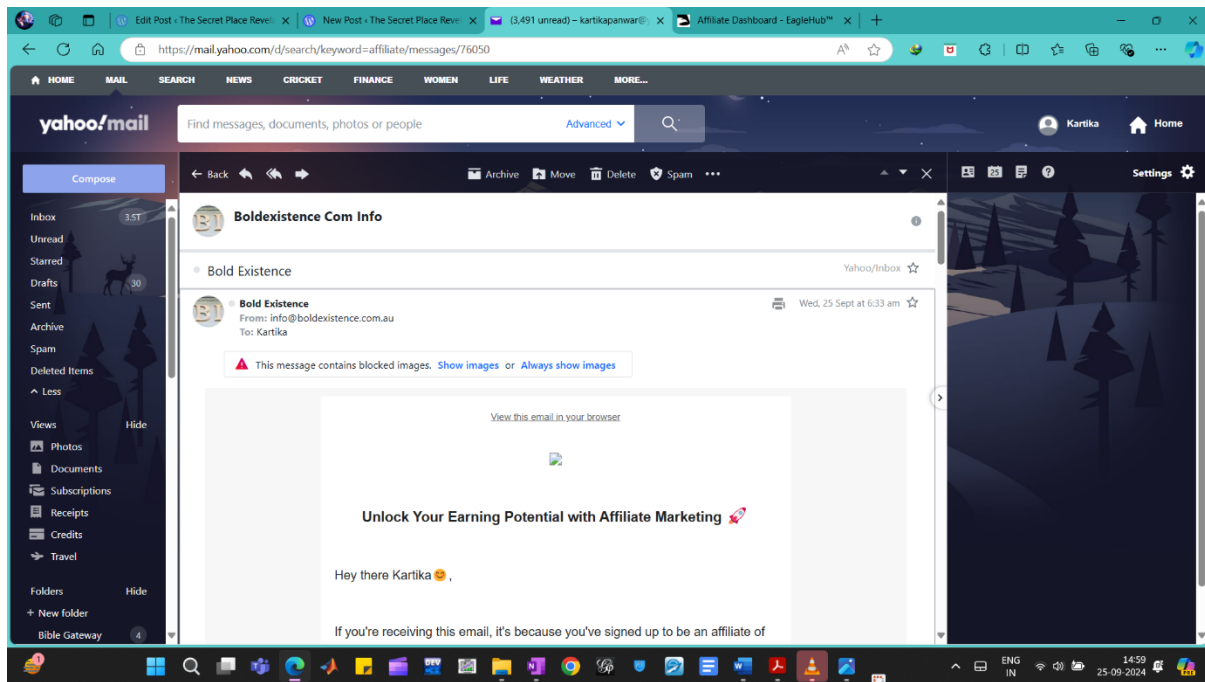 Edit Post ‹ The Secret Place Revel
New Post ‹ The Secret Place Reve
(3,491 unread) – kartikapanwar@
Affiliate Dashboard - EagleHub™
https://mail.yahoo.com/d/search/keyword=affiliate/messages/76050
HOME MAIL SEARCH NEWS CRICKET FINANCE WOMEN LIFE WEATHER MORE...
yahoo!mail
Find messages, documents, photos or people
Advanced
Kartika
Home
Compose
Back
Archive Move Delete Spam
25
Settings
Inbox 3.5T
Unread
Starred
Drafts 30
Sent
Archive
Spam
Deleted Items
Less
Views Hide
Photos
Documents
Subscriptions
Receipts
Credits
Travel
Folders Hide
+ New folder
Bible Gateway 4
Boldexistence Com Info
Bold Existence
Yahoo/Inbox
Bold Existence
Wed, 25 Sept at 6:33 am
From: info@boldexistence.com.au
To: Kartika
This message contains blocked images. Show images or Always show images
View this email in your browser
Unlock Your Earning Potential with Affiliate Marketing 🚀
Hey there Kartika😊,
If you're receiving this email, it's because you've signed up to be an affiliate of
ENG
IN
14:59
25-09-2024